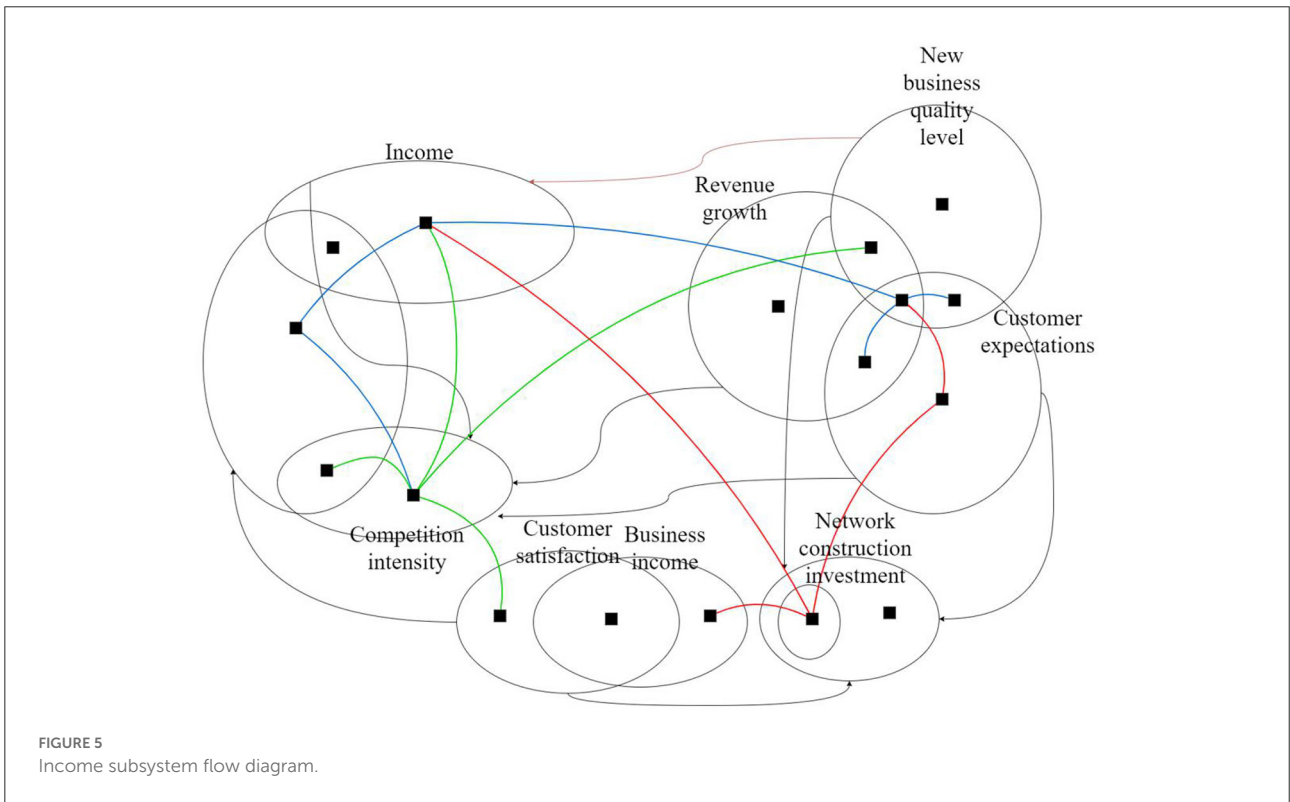 New
business
quality
level
Income
Revenue
growth
Customer
expectations
Competition
intensity
Customer
satisfaction
Business
income
Network
construction
investment
FIGURE 5
Income subsystem flow diagram.